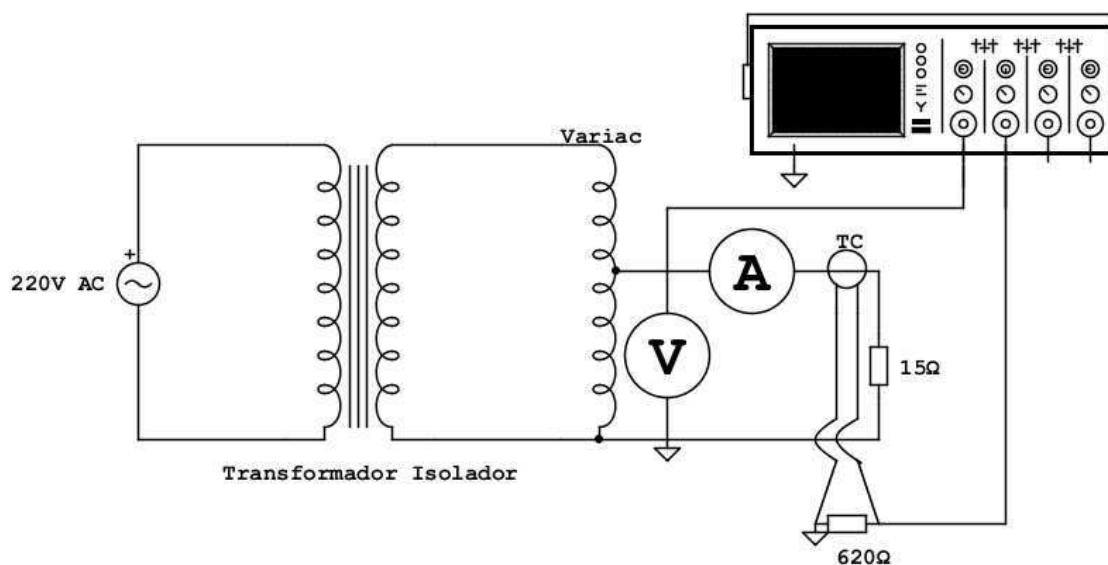 Variac
+
220V AC
A
TC
V
15Ω
Transformador Isolador
620Ω